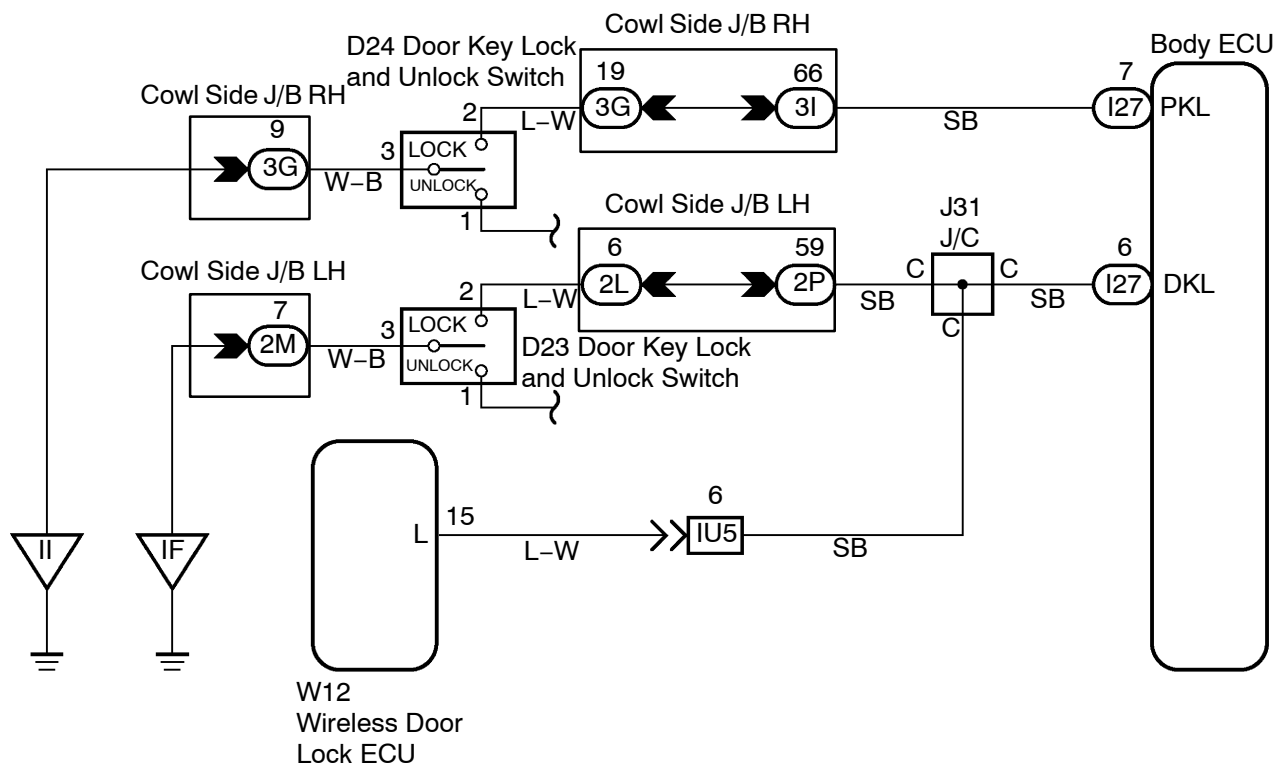 Cowl Side J/B RH
Body ECU
D24 Door Key Lock
and Unlock Switch
19
66
7
Cowl Side J/B RH
9
2
3G
3I
I27
PKL
L–W
SB
3
LOCK
3G
W–B
UNLOCK
1
Cowl Side J/B LH
J31
J/C
6
59
6
Cowl Side J/B LH
C
C
7
2
2L
2P
I27
DKL
L–W
SB
SB
3
LOCK
C
2M
W–B
UNLOCK
D23 Door Key Lock
and Unlock Switch
1
6
15
II
IF
L
IU5
L–W
SB
W12
Wireless Door
Lock ECU